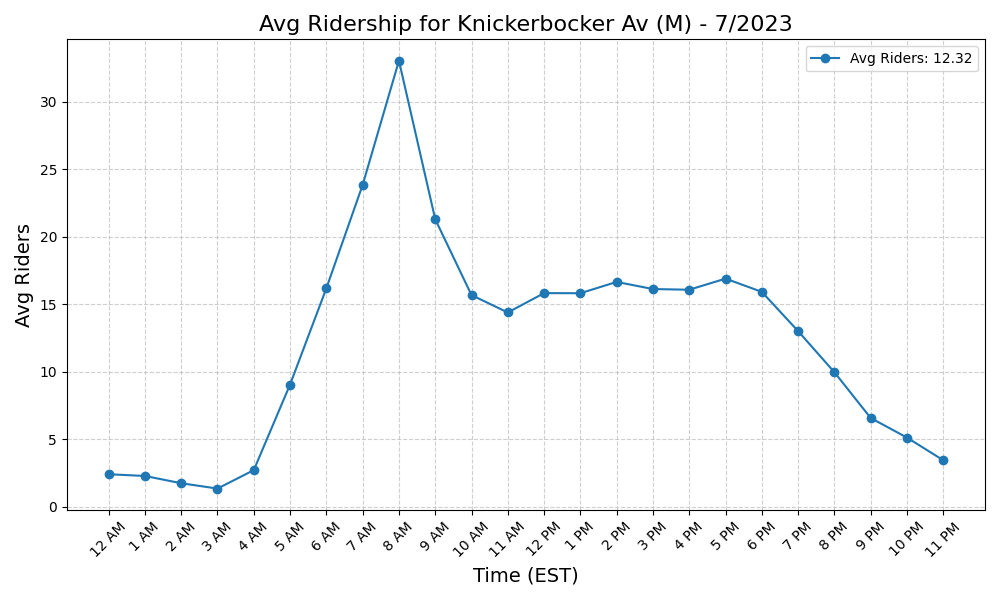 Avg Ridership for Knickerbocker Av (M) - 7/2023
Avg Riders: 12.32
Avg Riders
30
25
20
15
10
5
0
12 AM
1 AM
2 AM
3 AM
4 AM
5 AM
6 AM
7 AM
8 AM
9 AM
10 AM
11 AM
12 PM
1 PM
2 PM
3 PM
4 PM
5 PM
6 PM
7 PM
8 PM
9 PM
10 PM
11 PM
Time (EST)